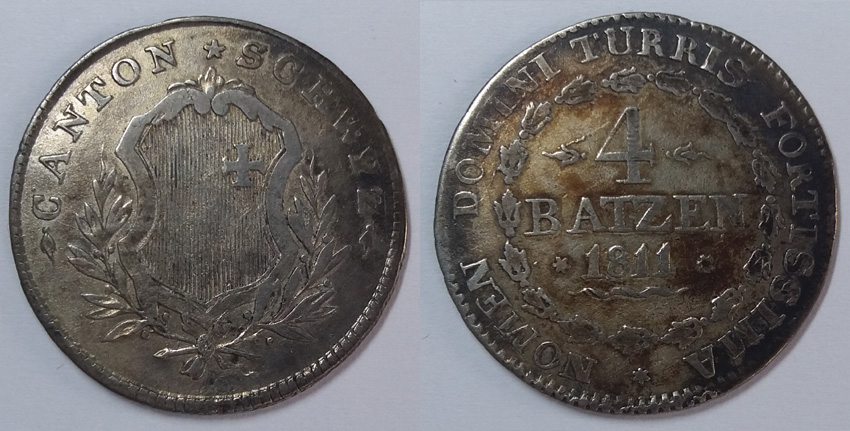 CANTON * SCHWYZ
NOMEN DOMINI TURRIS FORTISSIMA *
4
BATZEN
* 1811 *